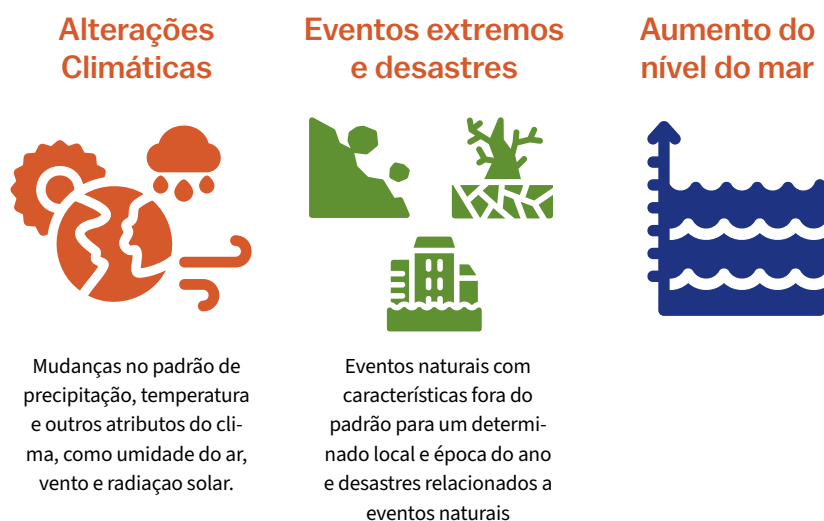 Alterações
Climáticas
Mudanças no padrão de
precipitação, temperatura
e outros atributos do cli-
ma, como umidade do ar,
vento e radiaçao solar.
Eventos extremos
e desastres
Eventos naturais com
características fora do
padrão para um determi-
nado local e época do ano
e desastres relacionados a
eventos naturais
Aumento do
nível do mar